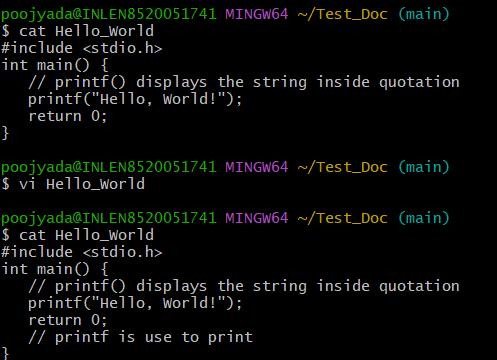 poojyada@INLEN8520051741 MINGW64 ~/Test_Doc (main)
$ cat Hello_World
#include <stdio.h>
int main() {
   // printf() displays the string inside quotation
   printf("Hello, World!");
   return 0;
}
poojyada@INLEN8520051741 MINGW64 ~/Test_Doc (main)
$ vi Hello_World
poojyada@INLEN8520051741 MINGW64 ~/Test_Doc (main)
$ cat Hello_World
#include <stdio.h>
int main() {
   // printf() displays the string inside quotation
   printf("Hello, World!");
   return 0;
   // printf is use to print
}